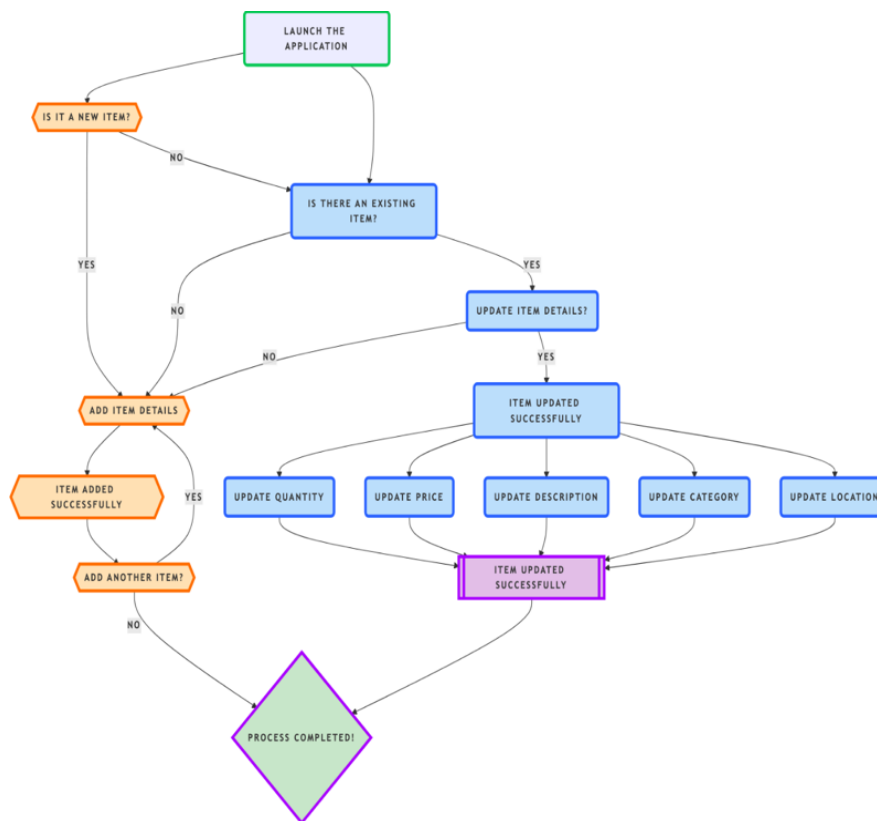 LAUNCH THE
APPLICATION
IS IT A NEW ITEM?
NO
IS THERE AN EXISTING
ITEM?
YES
YES
NO
UPDATE ITEM DETAILS?
NO
YES
ADD ITEM DETAILS
ITEM UPDATED
SUCCESSFULLY
ITEM ADDED
SUCCESSFULLY
YES
UPDATE QUANTITY
UPDATE PRICE
UPDATE DESCRIPTION
UPDATE CATEGORY
UPDATE LOCATION
ADD ANOTHER ITEM?
ITEM UPDATED
SUCCESSFULLY
NO
PROCESS COMPLETED!